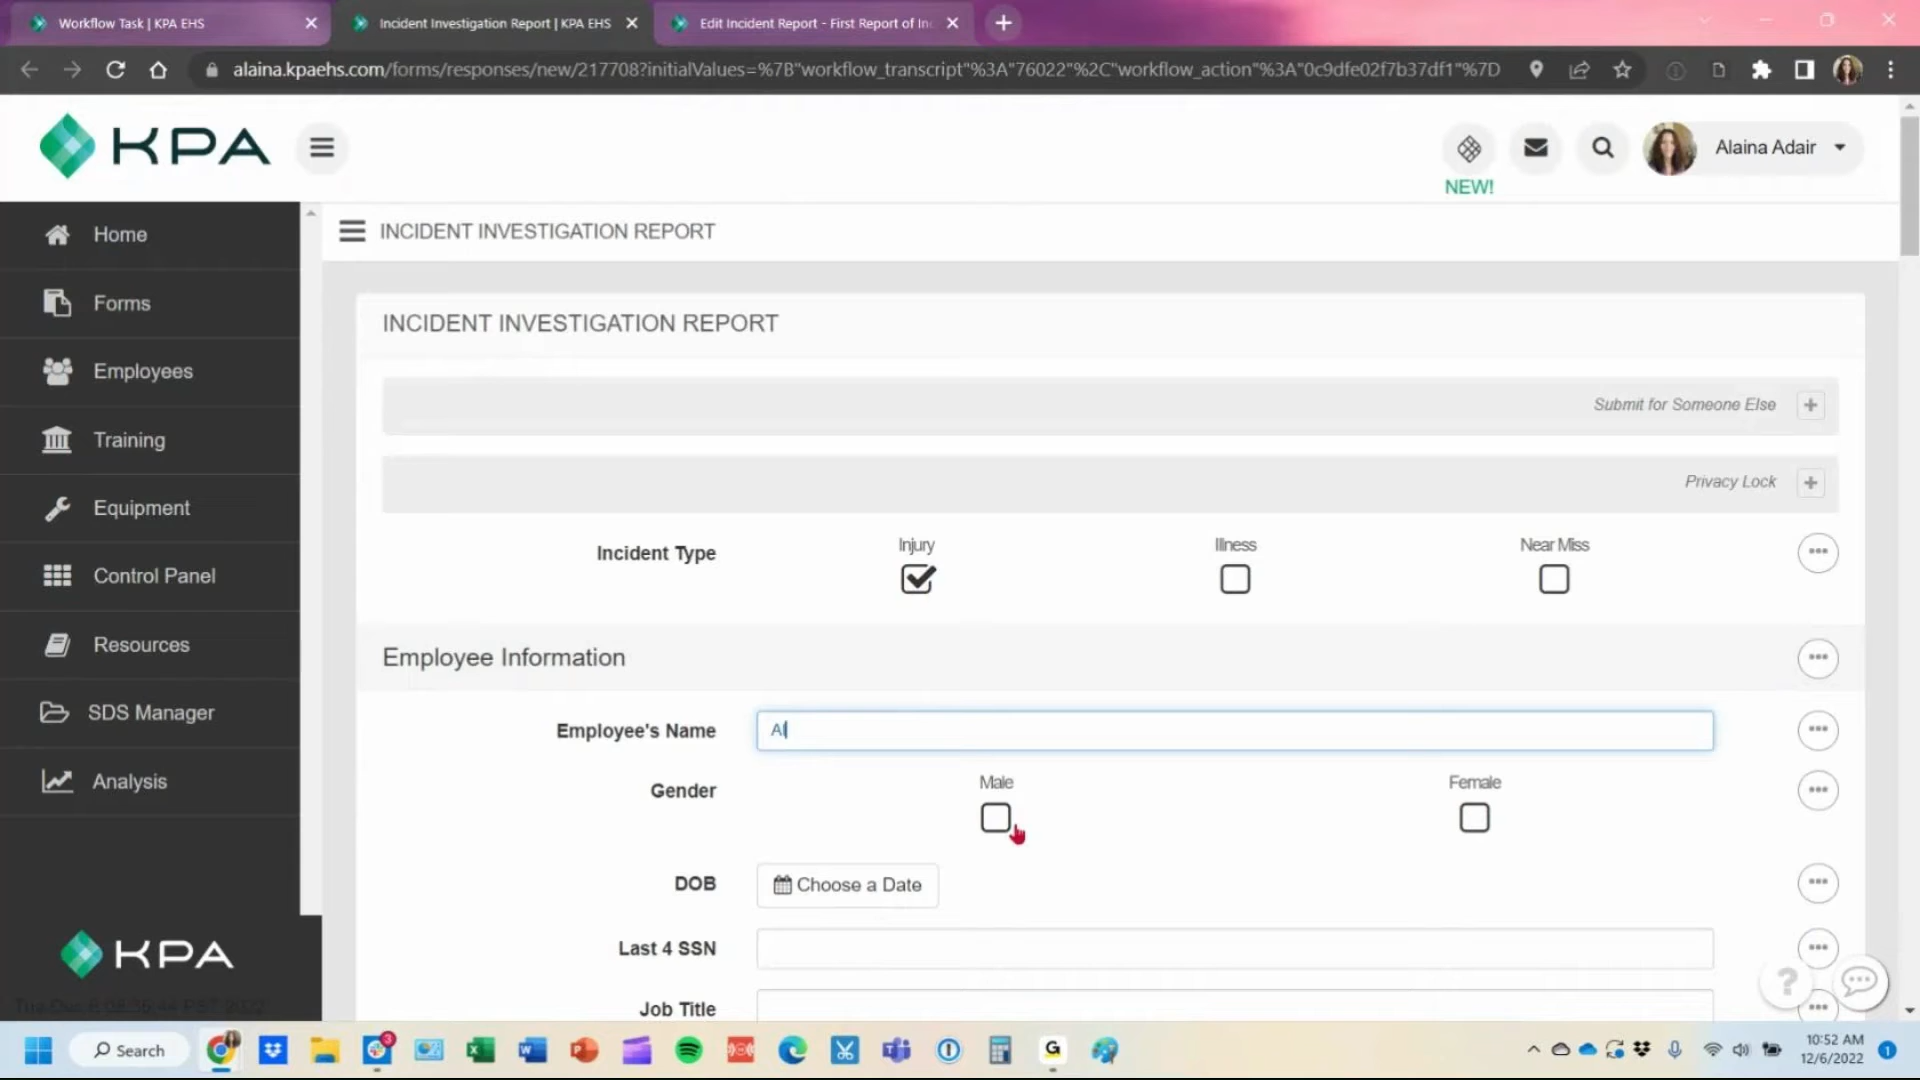 Workflow Task | KPA EHS
Incident Investigation Report | KPA EHS
Edit Incident Report - First Report of In
alaina.kpaehs.com/forms/responses/new/217708?initialValues=%7B"workflow_transcript"%3A"76022"%2C"workflow_action"%3A"0c9dfe02f7b37df1"%7D
KPA
Alaina Adair
NEW!
Home
INCIDENT INVESTIGATION REPORT
Forms
INCIDENT INVESTIGATION REPORT
Employees
Submit for Someone Else
Training
Privacy Lock
Equipment
Incident Type
Injury
Illness
Near Miss
Control Panel
Resources
Employee Information
SDS Manager
Employee's Name
Al
Analysis
Gender
Male
Female
DOB
Choose a Date
Last 4 SSN
KPA
Job Title
Search
3
10:52 AM
12/6/2022
1